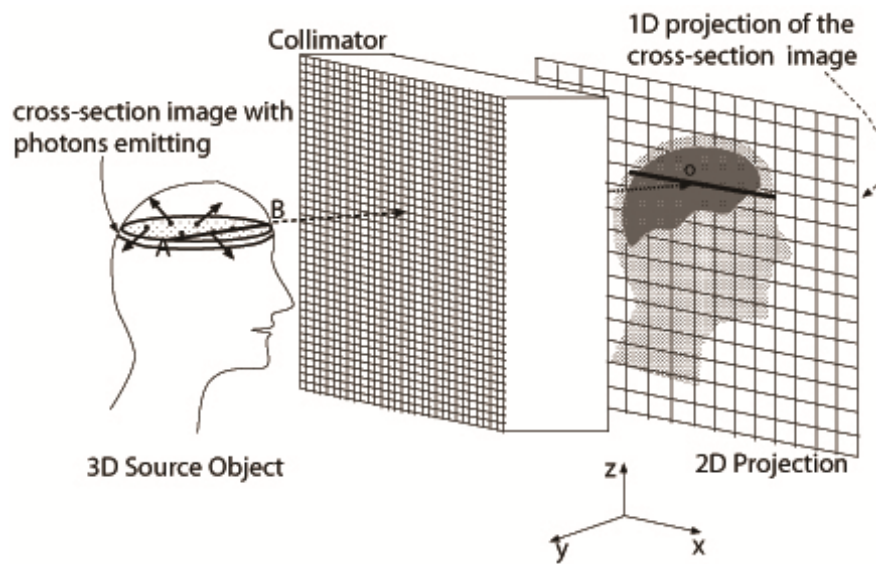 Collimator
1D projection of the
cross-section image
cross-section image with
photons emitting
B
A
o
3D Source Object
2D Projection
z
y
x